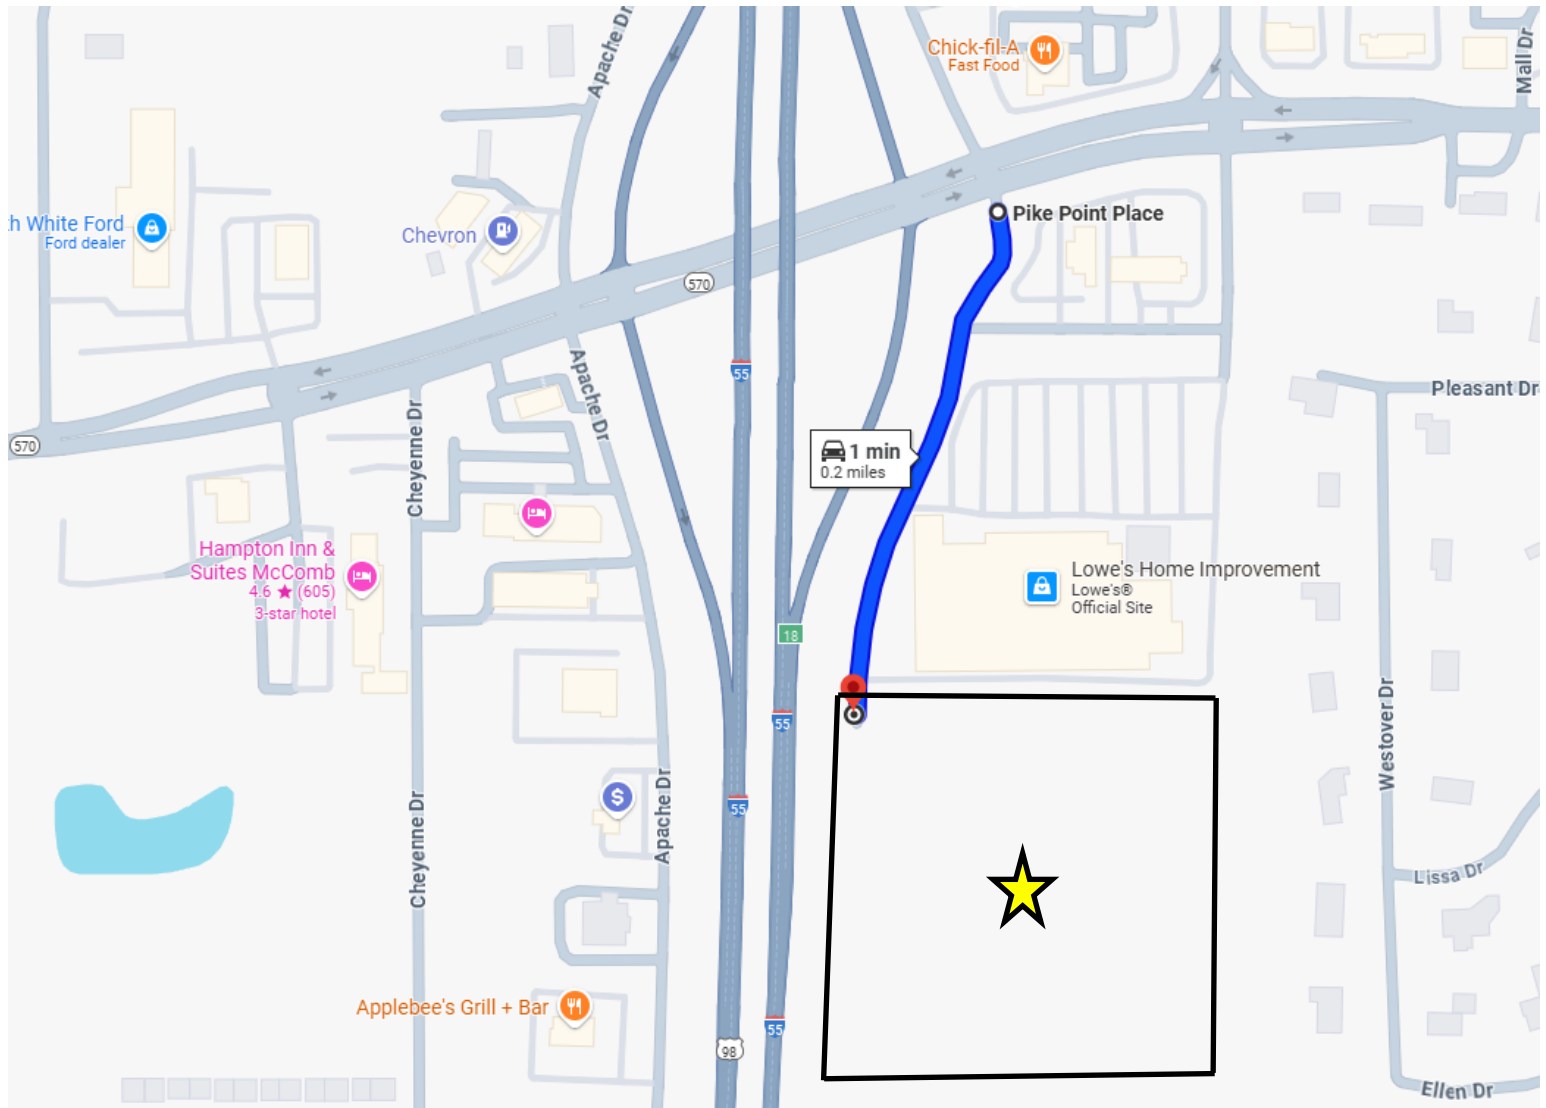 Apache Dr
Chick-fil-A
Fast Food
Mall Dr
th White Ford
Ford dealer
Chevron
Pike Point Place
570
55
Apache Dr
Pleasant Dr
570
Cheyenne Dr
1 min
0.2 miles
Hampton Inn &
Suites McComb
4.6 ★ (605)
3-star hotel
Lowe's Home Improvement
Lowe's®
Official Site
18
55
Westover Dr
$
55
Apache Dr
Cheyenne Dr
Lissa Dr
Applebee's Grill + Bar
55
98
Ellen Dr